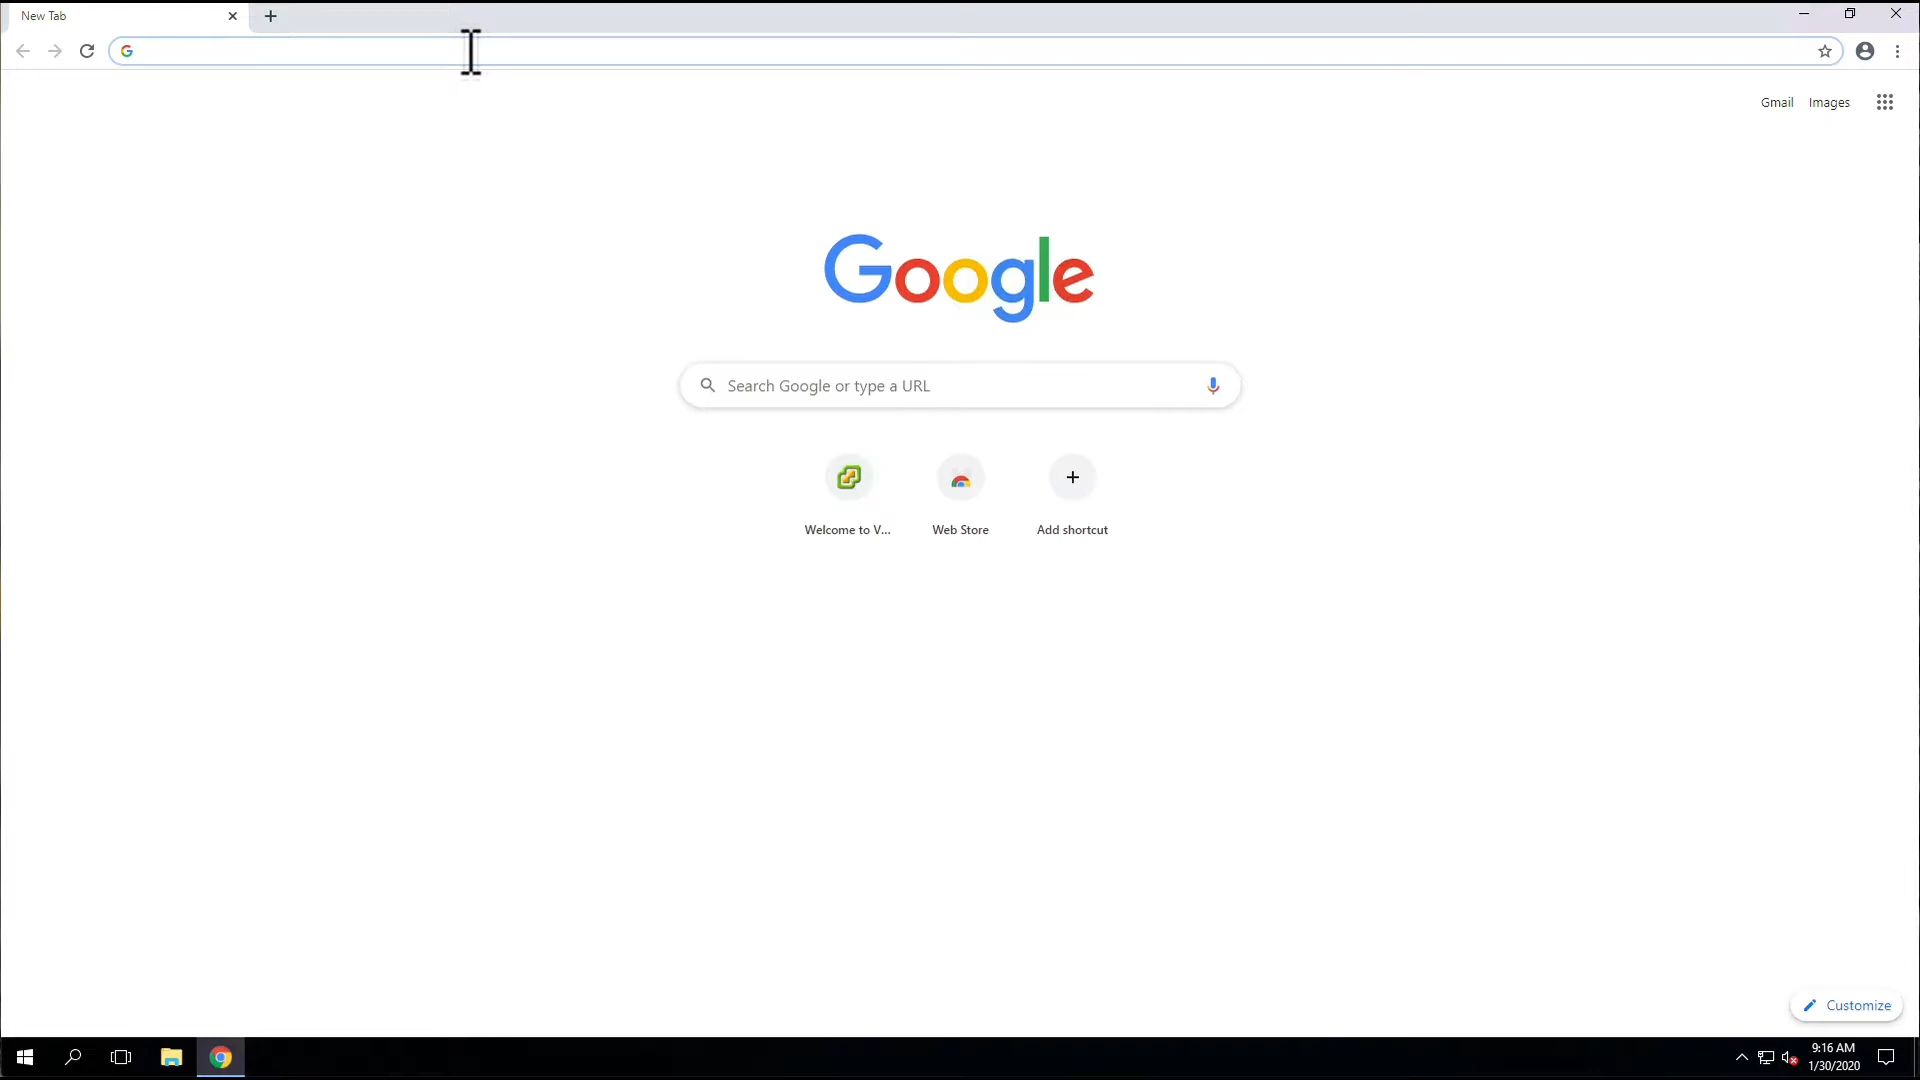 New Tab
Gmail Images
Google
Search Google or type a URL
Welcome to V... Web Store Add shortcut
Customize
9:16 AM
1/30/2020